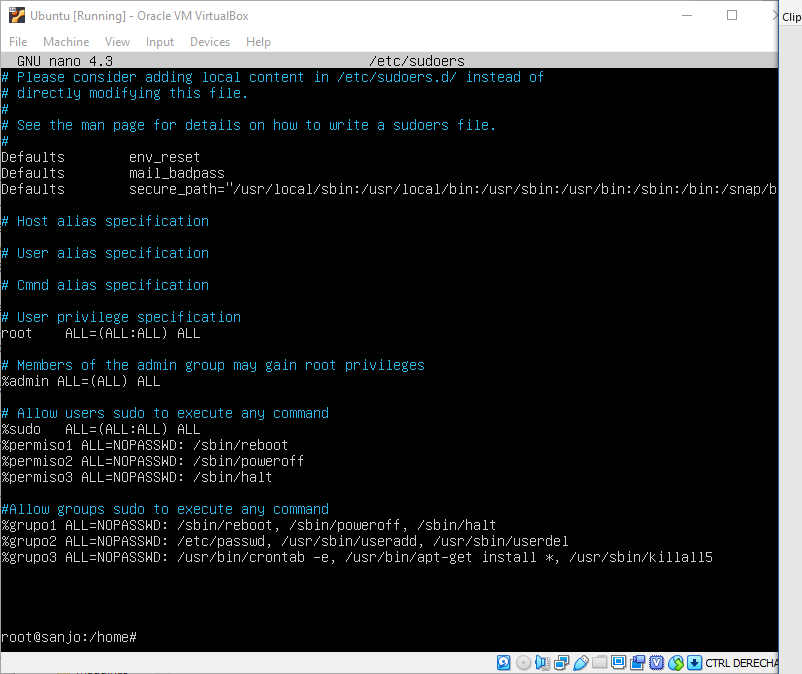 Ubuntu [Running] - Oracle VM VirtualBox
Clip
File Machine View Input Devices Help
GNU nano 4.3 /etc/sudoers
# Please consider adding local content in /etc/sudoers.d/ instead of
# directly modifying this file.
#
# See the man page for details on how to write a sudoers file.
#
Defaults env_reset
Defaults mail_badpass
Defaults secure_path="/usr/local/sbin:/usr/local/bin:/usr/sbin:/usr/bin:/sbin:/bin:/snap/b
# Host alias specification
# User alias specification
# Cmnd alias specification
# User privilege specification
root ALL=(ALL:ALL) ALL
# Members of the admin group may gain root privileges
%admin ALL=(ALL) ALL
# Allow users sudo to execute any command
%sudo ALL=(ALL:ALL) ALL
%permiso1 ALL=NOPASSWD: /sbin/reboot
%permiso2 ALL=NOPASSWD: /sbin/poweroff
%permiso3 ALL=NOPASSWD: /sbin/halt
#Allow groups sudo to execute any command
%grupo1 ALL=NOPASSWD: /sbin/reboot, /sbin/poweroff, /sbin/halt
%grupo2 ALL=NOPASSWD: /etc/passwd, /usr/sbin/useradd, /usr/sbin/userdel
%grupo3 ALL=NOPASSWD: /usr/bin/crontab -e, /usr/bin/apt-get install *, /usr/sbin/killall5
root@sanjo:/home#
CTRL DERECHA